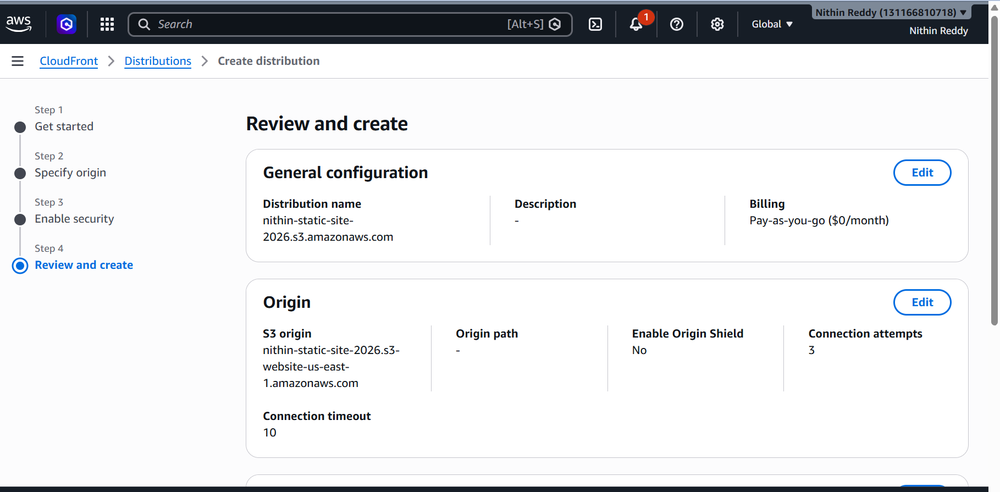 aws
Search
[Alt+S]
1
Global
Nithin Reddy (131166810718)
Nithin Reddy
CloudFront
Distributions
Create distribution
Step 1
Get started
Step 2
Specify origin
Step 3
Enable security
Step 4
Review and create
Review and create
General configuration
Edit
Distribution name
nithin-static-site-
2026.s3.amazonaws.com
Description
-
Billing
Pay-as-you-go ($0/month)
Origin
Edit
S3 origin
nithin-static-site-2026.s3-
website-us-east-
1.amazonaws.com
Origin path
-
Enable Origin Shield
No
Connection attempts
3
Connection timeout
10